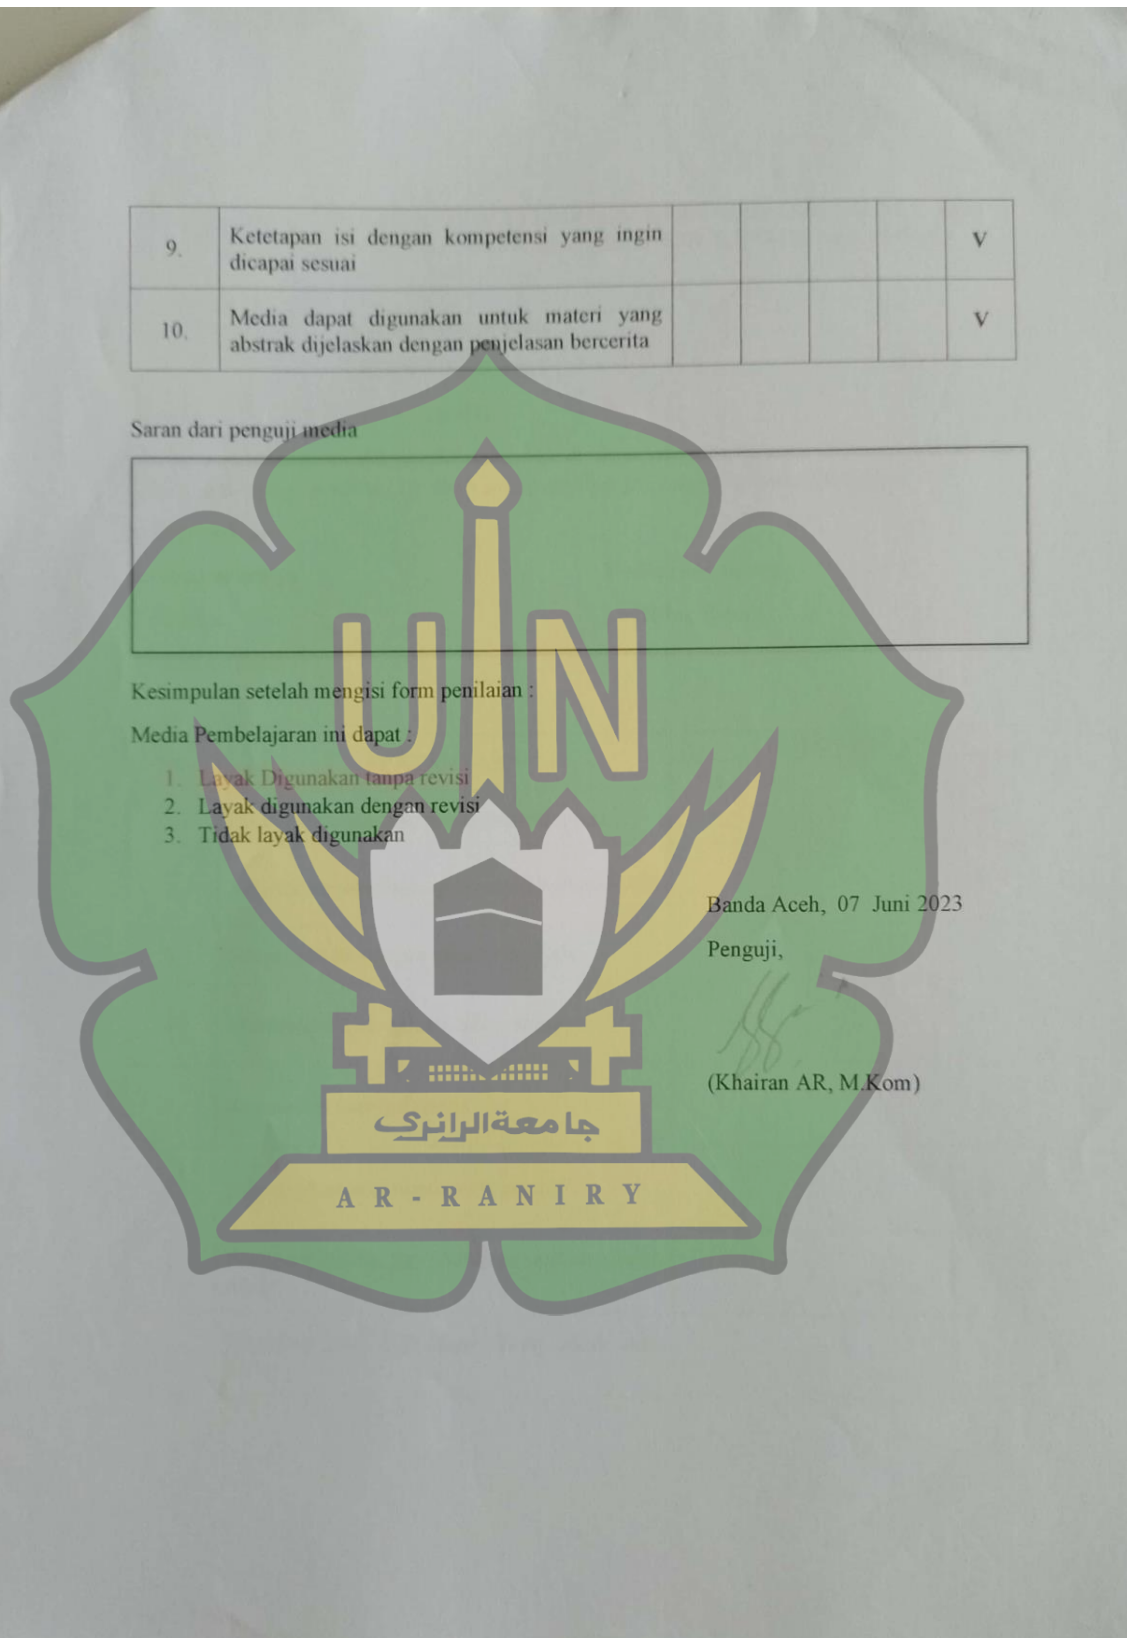 9. Ketetapan isi dengan kompetensi yang ingin V
dicapai sesuai
10. Media dapat digunakan untuk materi yang V
abstrak dijelaskan dengan penjelasan bercerita
Saran dari penguji media
Kesimpulan setelah mengisi form penilaian :
Media Pembelajaran ini dapat :
1. Layak Digunakan tanpa revisi
2. Layak digunakan dengan revisi
3. Tidak layak digunakan
Banda Aceh, 07 Juni 2023
Penguji,
(Khairan AR, M.Kom)
UIN
جامعة الرانري
AR-RANIRY